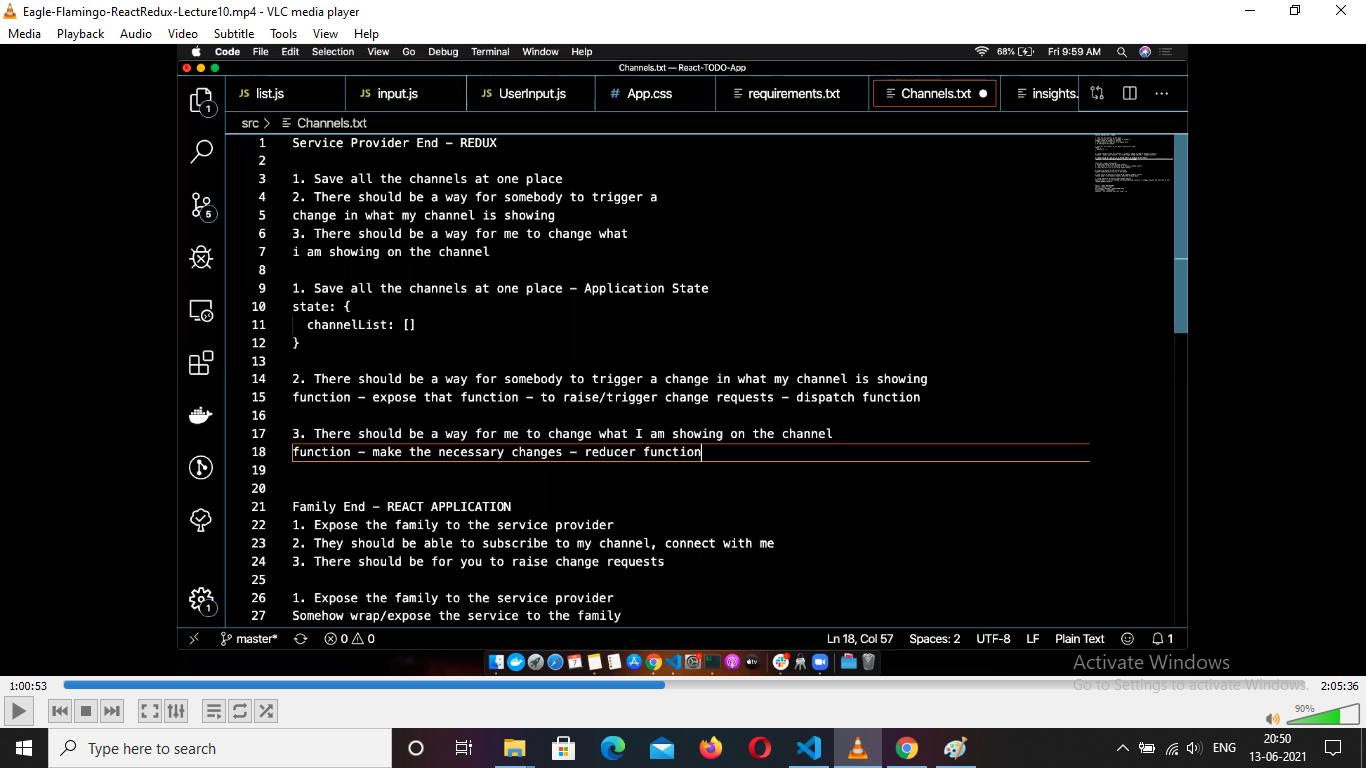 Eagle-Flamingo-ReactRedux-Lecture10.mp4 - VLC media player
Media Playback Audio Video Subtitle Tools View Help
Code File Edit Selection View Go Debug Terminal Window Help 68% Fri 9:59 AM
Channels.txt — React-TODO-App
JS list.js JS input.js JS UserInput.js # App.css requirements.txt Channels.txt insights.
src > Channels.txt
1 Service Provider End - REDUX
2
3 1. Save all the channels at one place
4 2. There should be a way for somebody to trigger a
5 change in what my channel is showing
6 3. There should be a way for me to change what
7 i am showing on the channel
8
9 1. Save all the channels at one place - Application State
10 state: {
11 channelList: []
12 }
13
14 2. There should be a way for somebody to trigger a change in what my channel is showing
15 function - expose that function - to raise/trigger change requests - dispatch function
16
17 3. There should be a way for me to change what I am showing on the channel
18 function - make the necessary changes - reducer function
19
20
21 Family End - REACT APPLICATION
22 1. Expose the family to the service provider
23 2. They should be able to subscribe to my channel, connect with me
24 3. There should be for you to raise change requests
25
26 1. Expose the family to the service provider
27 Somehow wrap/expose the service to the family
1
5
1
master* 0 0 Ln 18, Col 57 Spaces: 2 UTF-8 LF Plain Text 1
Activate Windows
Go to Settings to activate Windows.
1:00:53 2:05:36
90%
Type here to search
ENG
20:50
13-06-2021